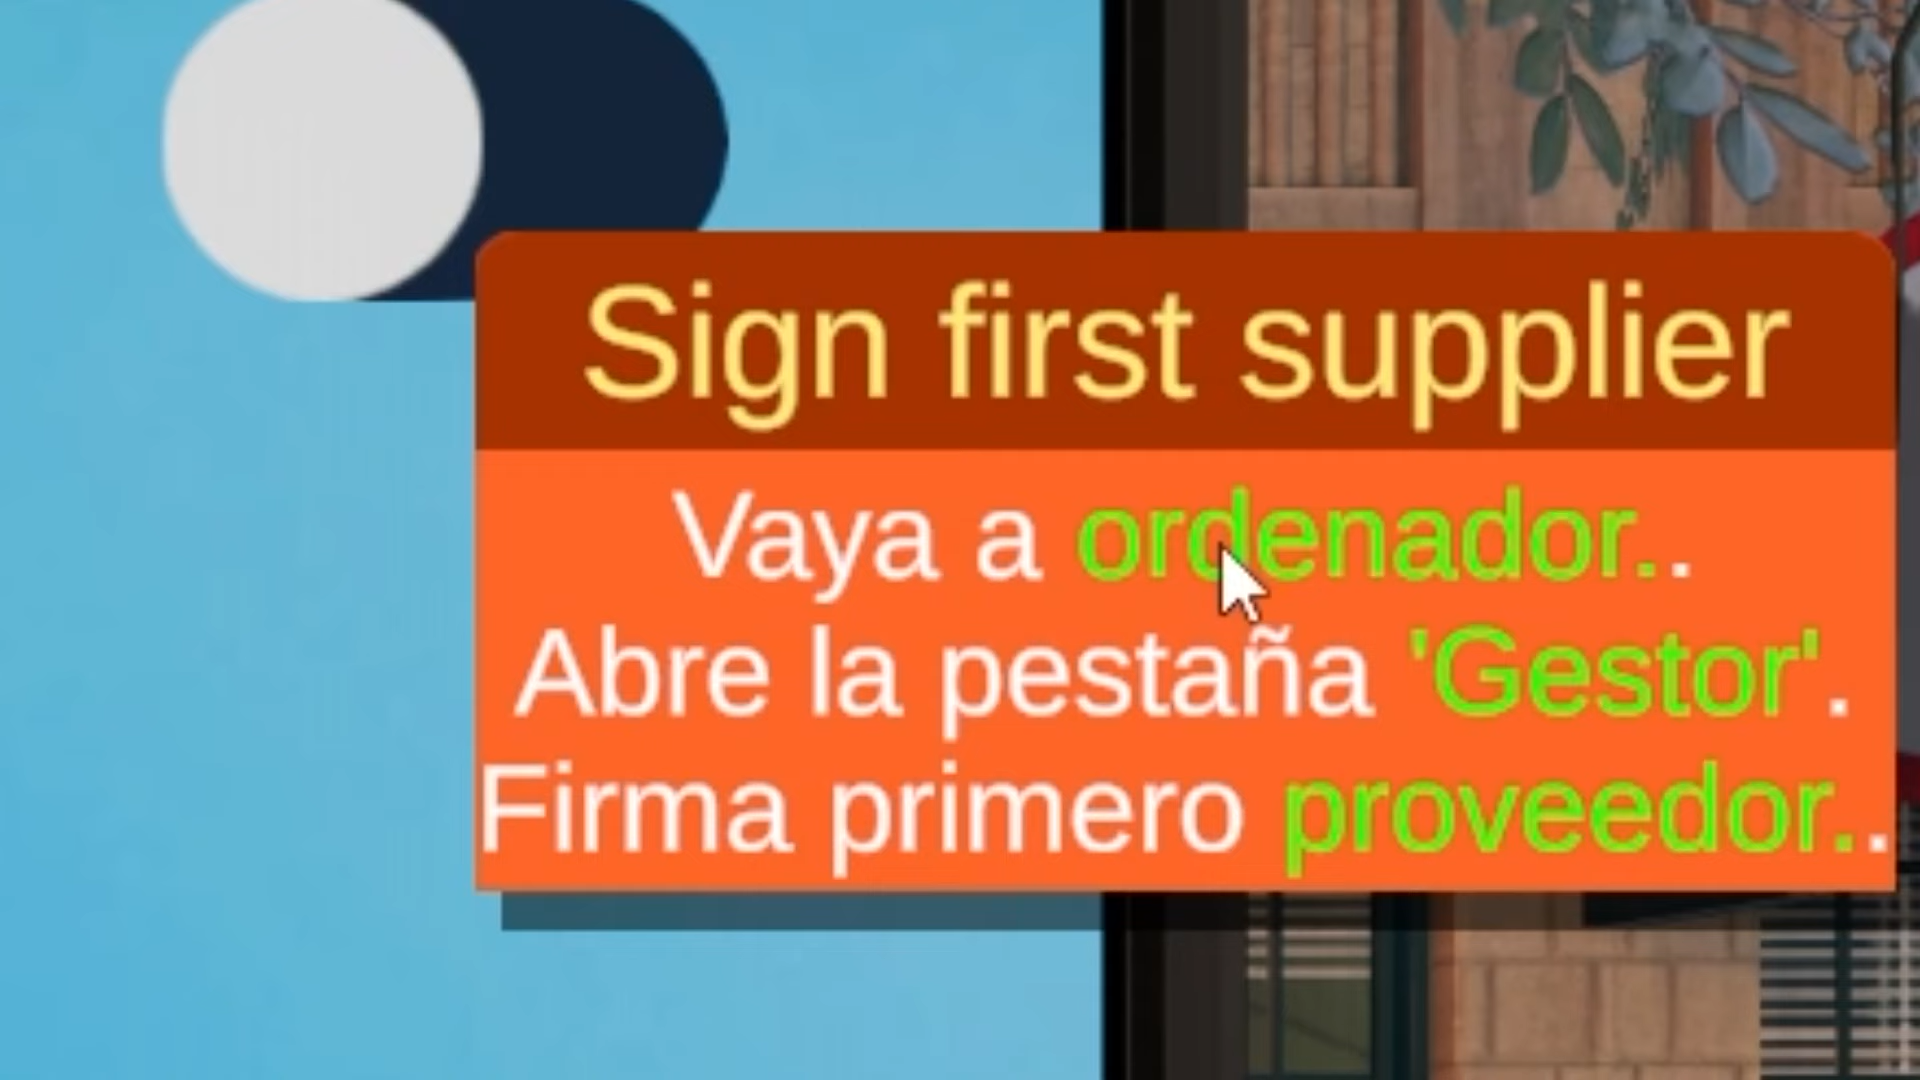 Sign first supplier
Vaya a ordenador..
Abre la pestaña 'Gestor'.
Firma primero proveedor..